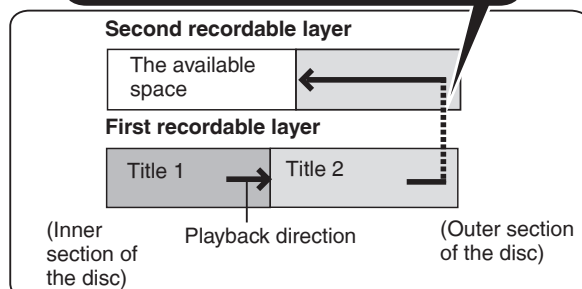 Second recordable layer
The available
space
First recordable layer
Title 1
Title 2
(Inner
section of
the disc)
Playback direction
(Outer section
of the disc)